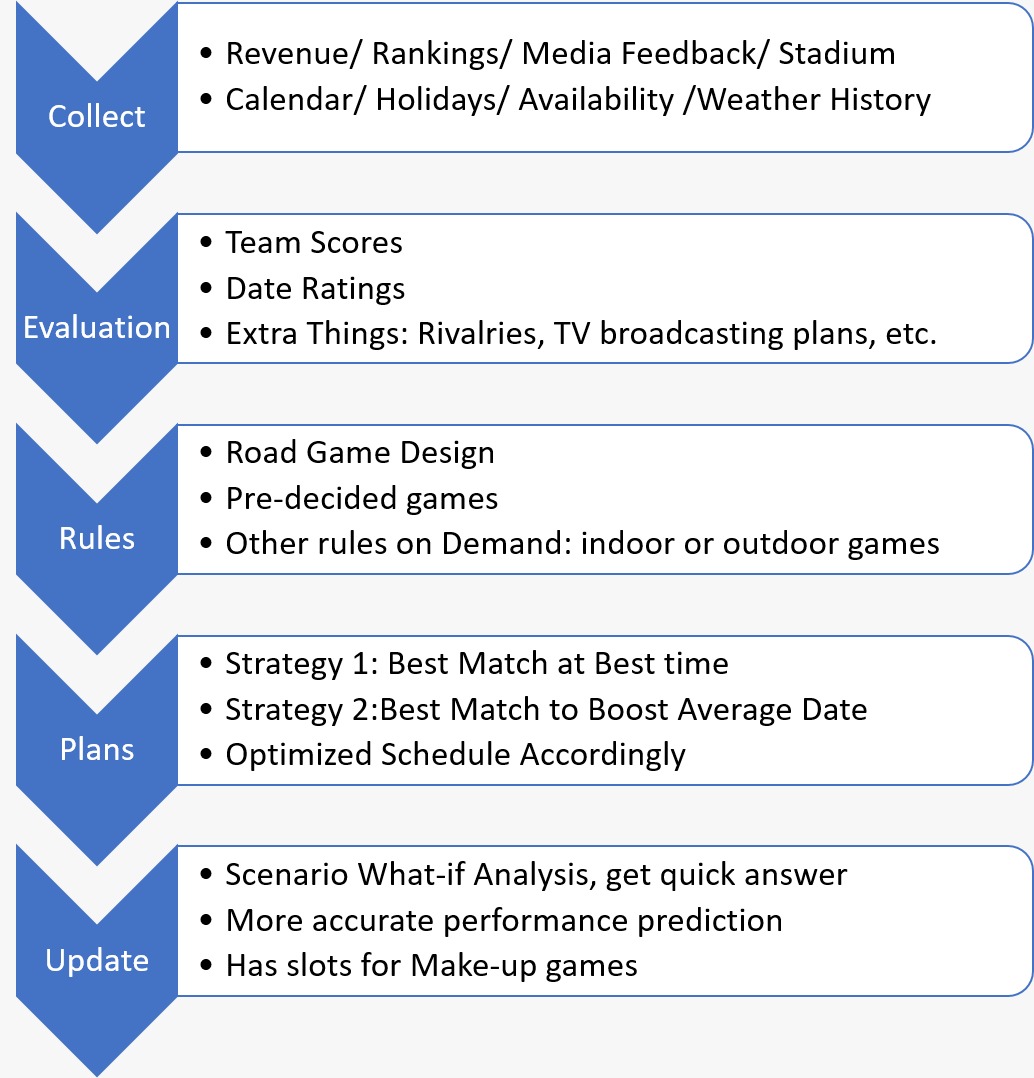 Collect
• Revenue/ Rankings/ Media Feedback/ Stadium
• Calendar/ Holidays/ Availability /Weather History
Evaluation
• Team Scores
• Date Ratings
• Extra Things: Rivalries, TV broadcasting plans, etc.
Rules
• Road Game Design
• Pre-decided games
• Other rules on Demand: indoor or outdoor games
Plans
• Strategy 1: Best Match at Best time
• Strategy 2:Best Match to Boost Average Date
• Optimized Schedule Accordingly
Update
• Scenario What-if Analysis, get quick answer
• More accurate performance prediction
• Has slots for Make-up games